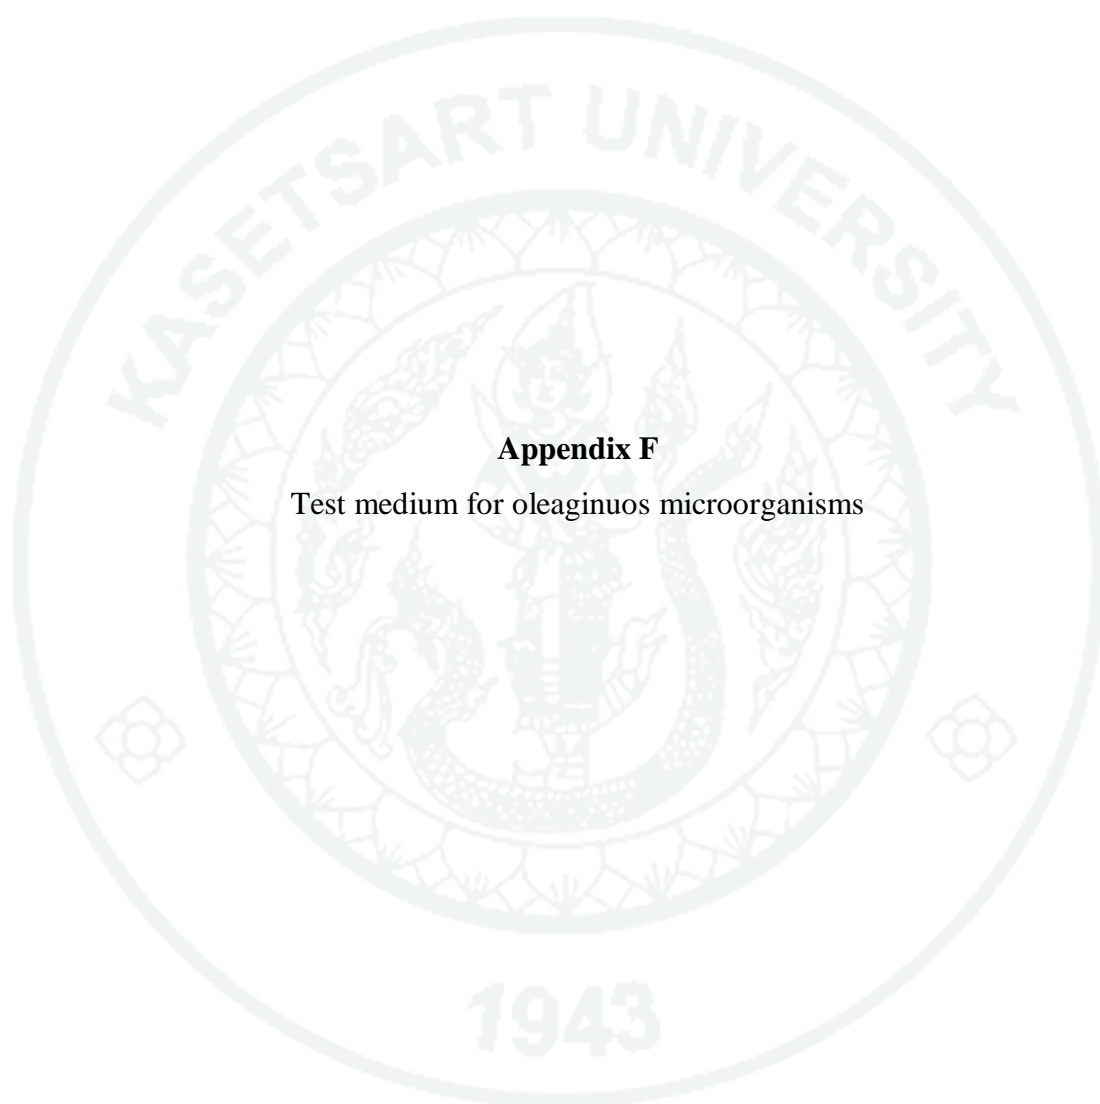 KASETSART UNIVERSITY
Appendix F
Test medium for oleaginuos microorganisms
1943